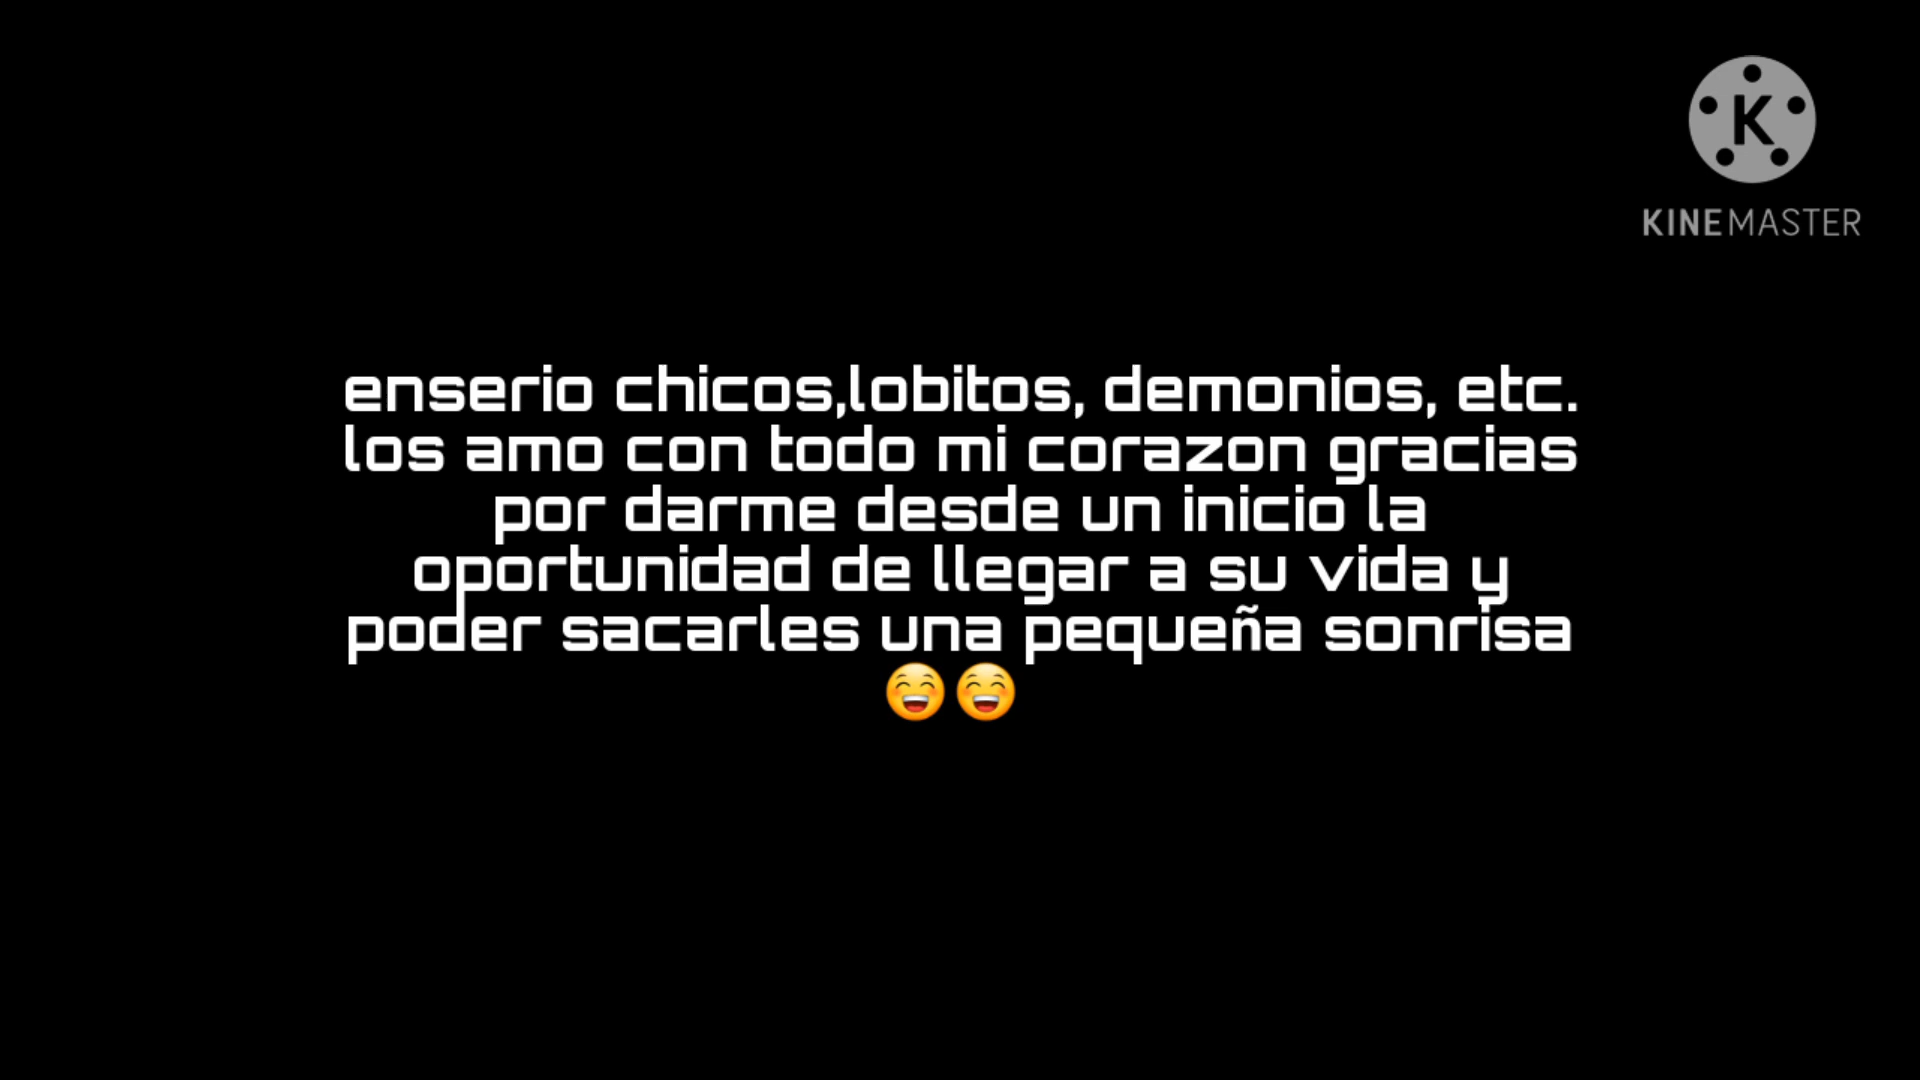 K
KINEMASTER
enserio chicos,lobitos, demonios, etc.
los amo con todo mi corazon gracias
por darme desde un inicio la
oportunidad de llegar a su vida y
poder sacarles una pequeña sonrisa
😁😁